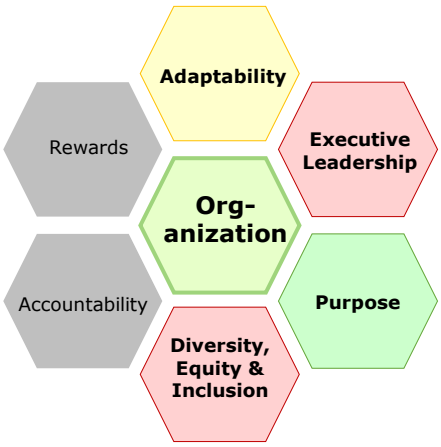 Adaptability
Rewards
Executive
Leadership
Org-
anization
Accountability
Purpose
Diversity,
Equity &
Inclusion